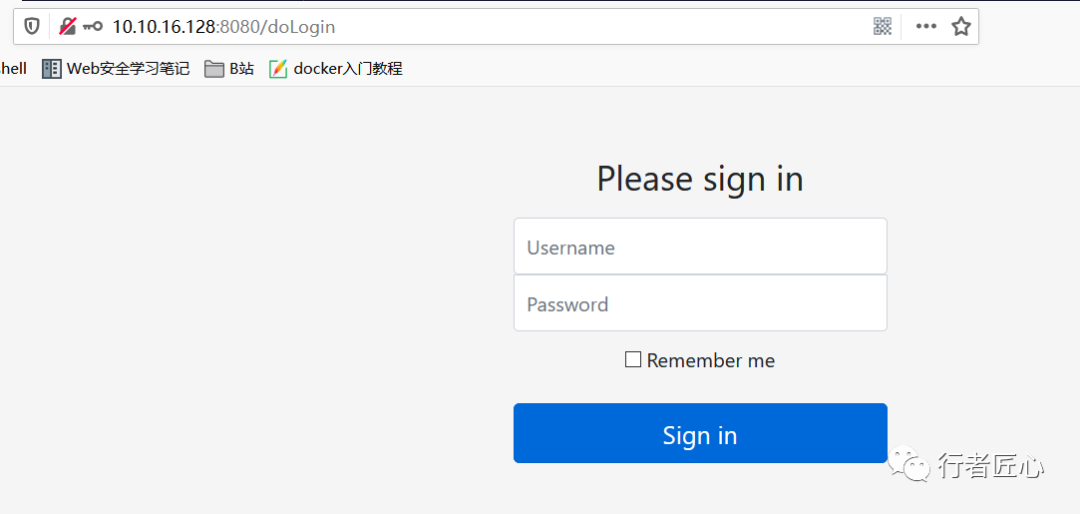 10.10.16.128:8080/doLogin
hell Web安全学习笔记 B站 docker入门教程
Please sign in
Username
Password
Remember me
Sign in
行者匠心